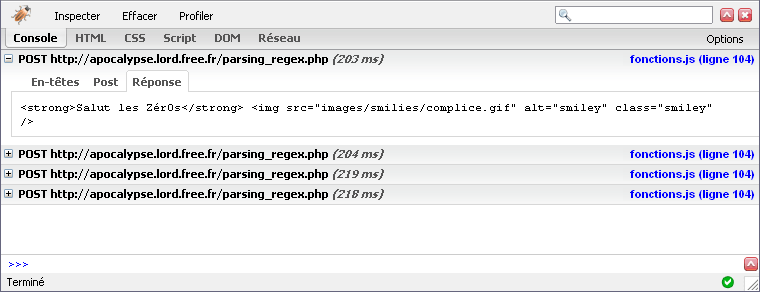 Inspecter Effacer Profiler
Console HTML CSS Script DOM Réseau Options
POST http://apocalypse.lord.free.fr/parsing_regex.php (203 ms) fonctions.js (ligne 104)
En-têtes Post Réponse
<strong>Salut les Zér0s</strong> <img src="images/smilies/complice.gif" alt="smiley" class="smiley"
/>
POST http://apocalypse.lord.free.fr/parsing_regex.php (204 ms) fonctions.js (ligne 104)
POST http://apocalypse.lord.free.fr/parsing_regex.php (219 ms) fonctions.js (ligne 104)
POST http://apocalypse.lord.free.fr/parsing_regex.php (218 ms) fonctions.js (ligne 104)
>>>
Terminé